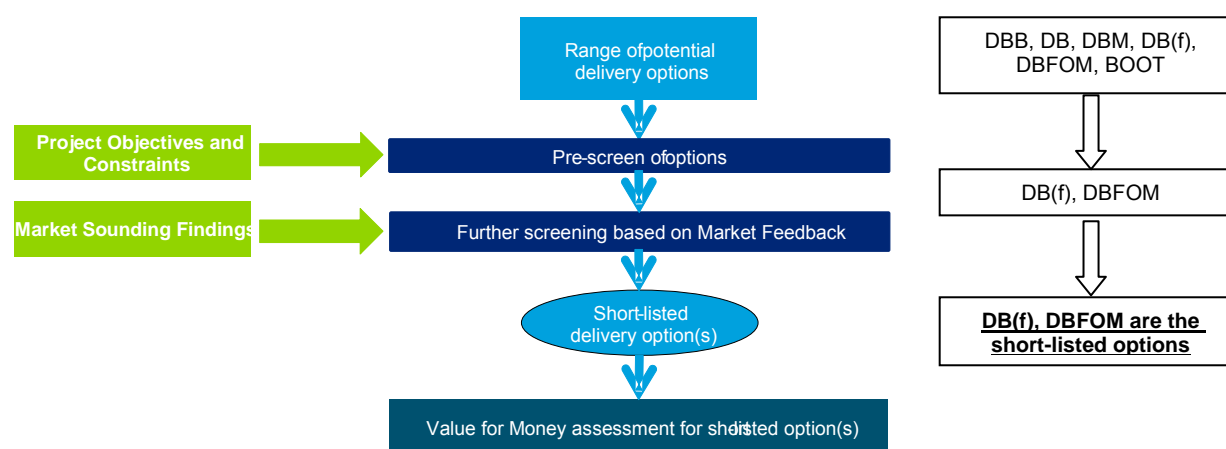 Range ofpotential
delivery options
Project Objectives and
Constraints
Pre-screen ofoptions
Market Sounding Findings
Further screening based on Market Feedback
Short-listed
delivery option(s)
Value for Money assessment for short-listed option(s)
DBB, DB, DBM, DB(f),
DBFOM, BOOT
DB(f), DBFOM
DB(f), DBFOM are the
short-listed options